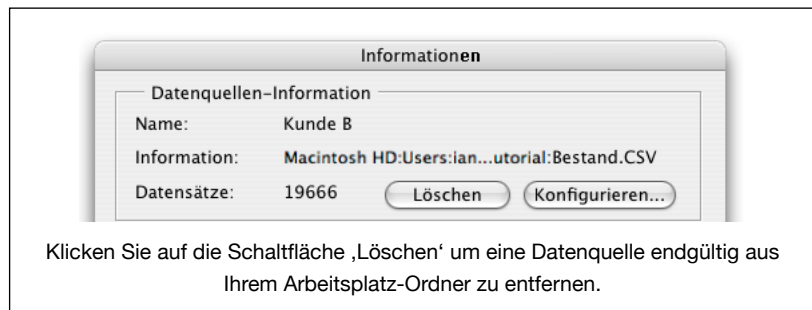 Informationen
Datenquellen-Information
Name: Kunde B
Information: Macintosh HD:Users:ian...utorial:Bestand.CSV
Datensätze: 19666 Löschen Konfigurieren...
Klicken Sie auf die Schaltfläche ‚Löschen‘ um eine Datenquelle endgültig aus
Ihrem Arbeitsplatz-Ordner zu entfernen.